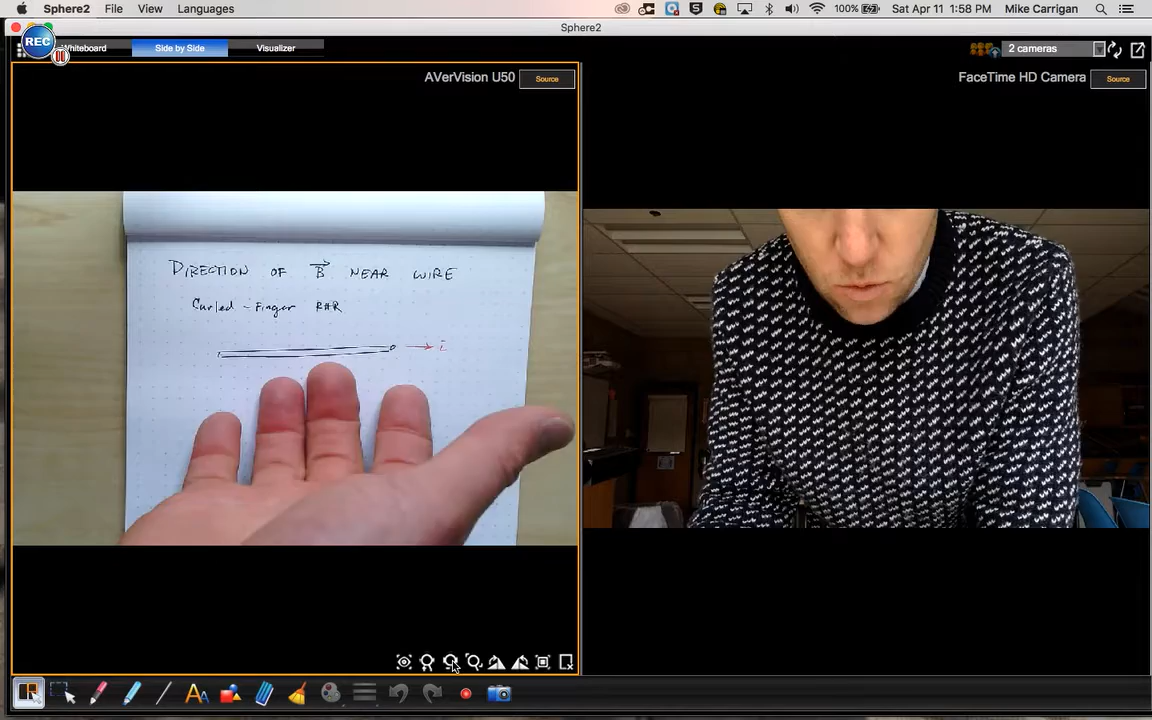 Sphere2 File View Languages 100% Sat Apr 11 1:58 PM Mike Carrigan
Sphere2
REC
Whiteboard Side by Side Visualizer 2 cameras
AVerVision U50 Source
FaceTime HD Camera Source
DIRECTION OF B NEAR WIRE
Curled - Finger RHR
i